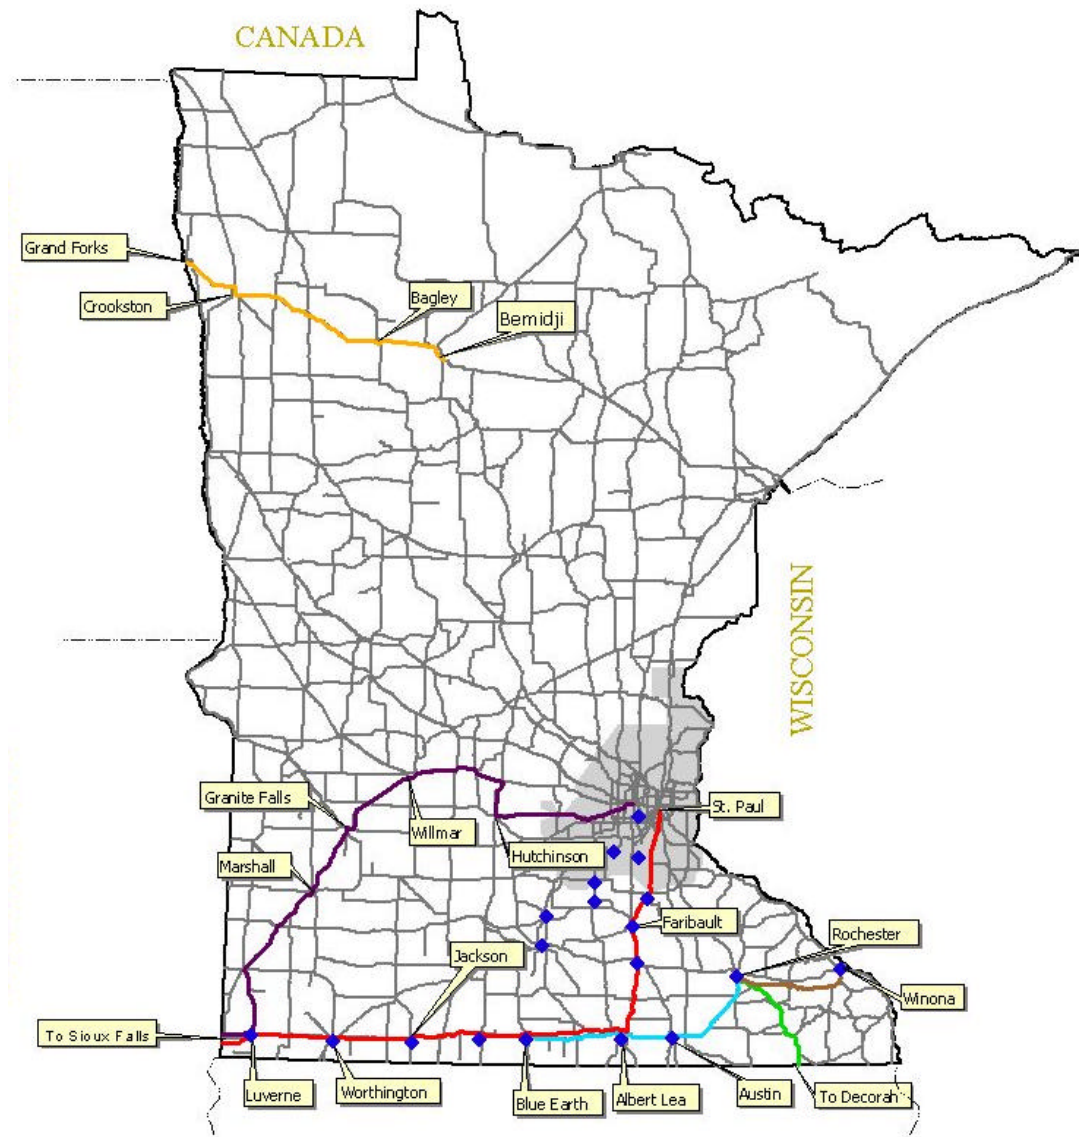 CANADA
Grand Forks
Crookston
Bagley
Bemidji
WISCONSIN
Granite Falls
Willmar
St. Paul
Hutchinson
Marshall
Faribault
Rochester
Jackson
Winona
To Sioux Falls
Luverne
Worthington
Blue Earth
Albert Lea
Austin
To Decorah